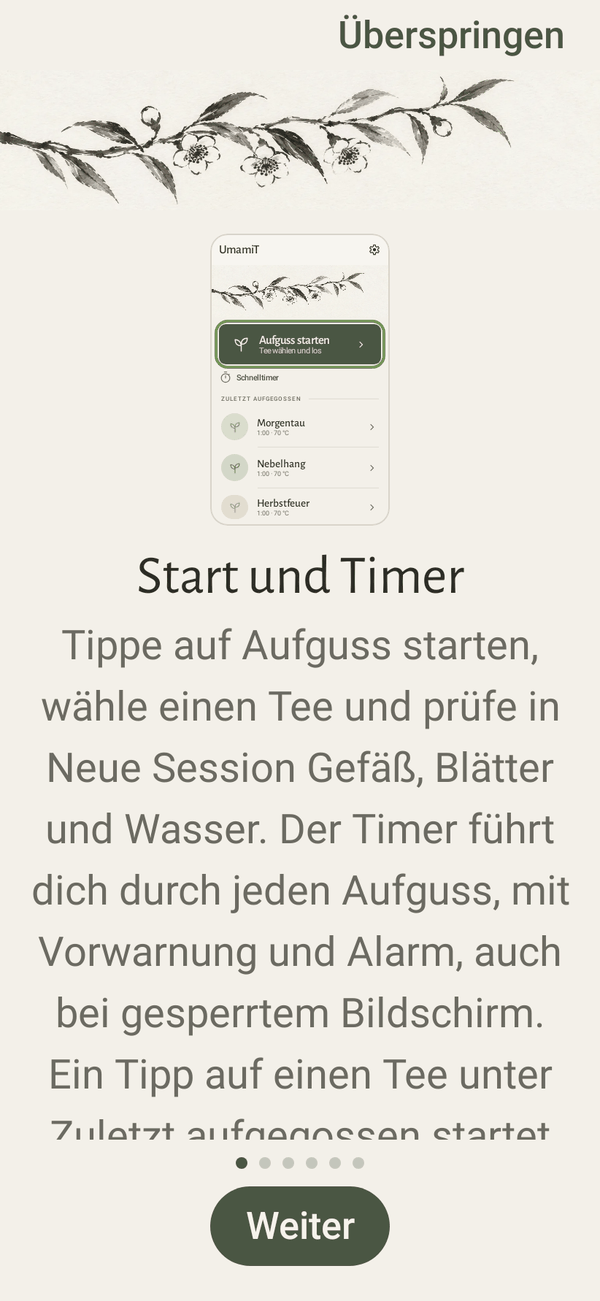 Überspringen
UmamiT
Aufguss starten
Tee wählen und los
Schnelltimer
ZULETZT AUFGEGOSSEN
Morgentau
1:00 · 70 °C
Nebelhang
1:00 · 70 °C
Herbstfeuer
1:00 · 70 °C
Start und Timer
Tippe auf Aufguss starten,
wähle einen Tee und prüfe in
Neue Session Gefäß, Blätter
und Wasser. Der Timer führt
dich durch jeden Aufguss, mit
Vorwarnung und Alarm, auch
bei gesperrtem Bildschirm.
Ein Tipp auf einen Tee unter
Zuletzt aufgegossen startet
Weiter